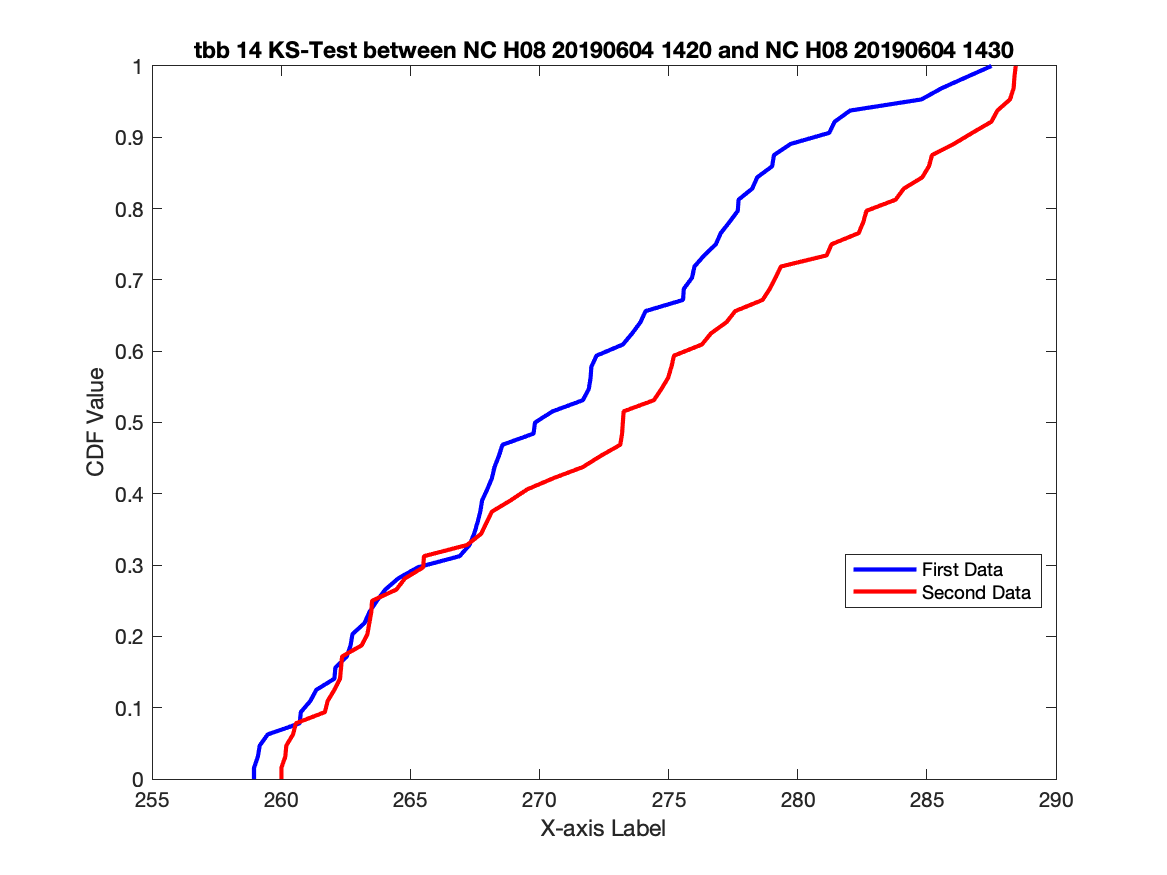 tbb 14 KS-Test between NC H08 20190604 1420 and NC H08 20190604 1430
1
0.9
0.8
0.7
0.6
0.5
0.4
0.3
0.2
0.1
0
CDF Value
First Data
Second Data
255 260 265 270 275 280 285 290
X-axis Label